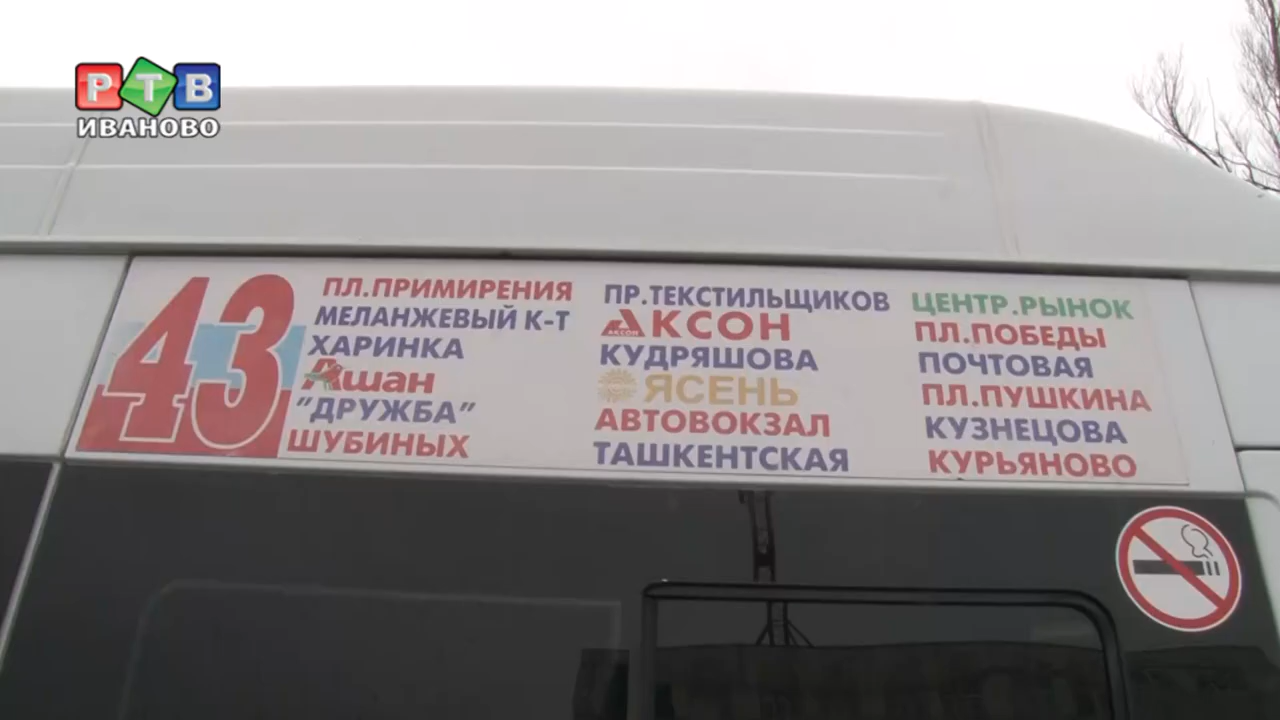 РТВ
ИВАНОВО
43
ПЛ.ПРИМИРЕНИЯ
МЕЛАНЖЕВЫЙ К-Т
ХАРИНКА
Ашан
"ДРУЖБА"
ШУБИНЫХ
ПР.ТЕКСТИЛЬЩИКОВ
АКСОН
АКСОН
КУДРЯШОВА
ЯСЕНЬ
АВТОВОКЗАЛ
ТАШКЕНТСКАЯ
ЦЕНТР.РЫНОК
ПЛ.ПОБЕДЫ
ПОЧТОВАЯ
ПЛ.ПУШКИНА
КУЗНЕЦОВА
КУРЬЯНОВО